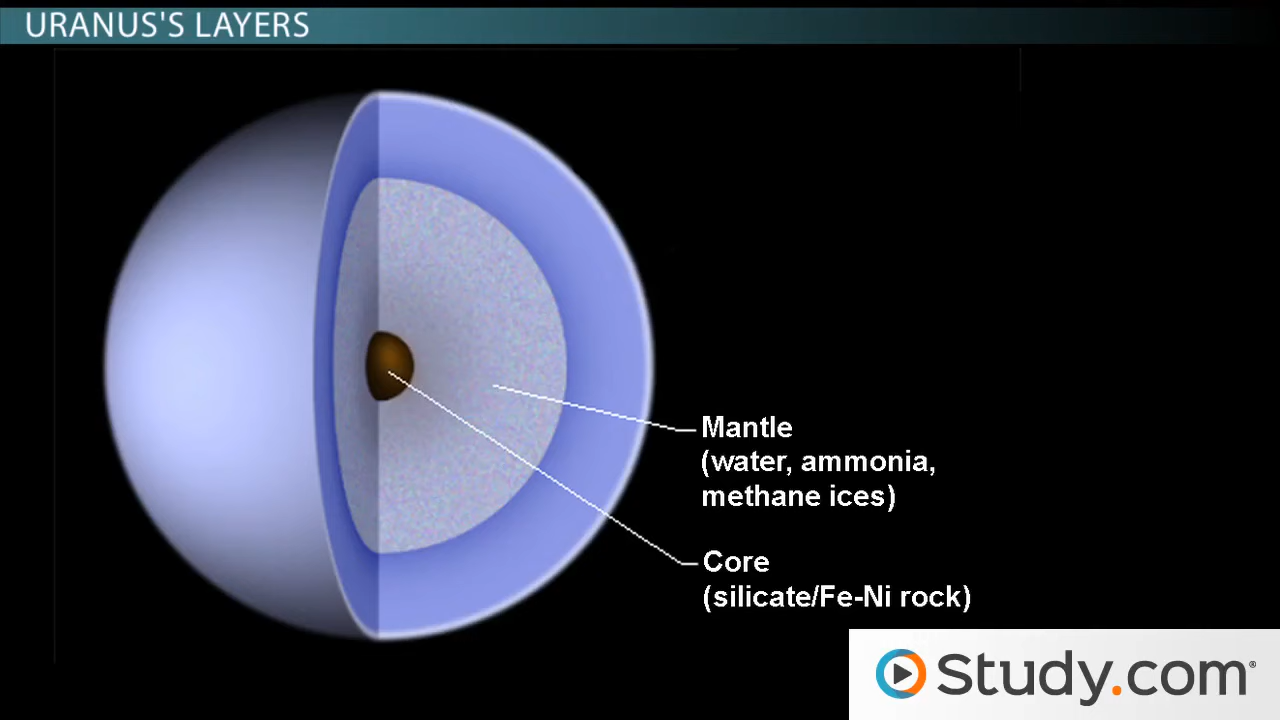 URANUS'S LAYERS
Mantle
(water, ammonia,
methane ices)
Core
(silicate/Fe-Ni rock)
Study.com®